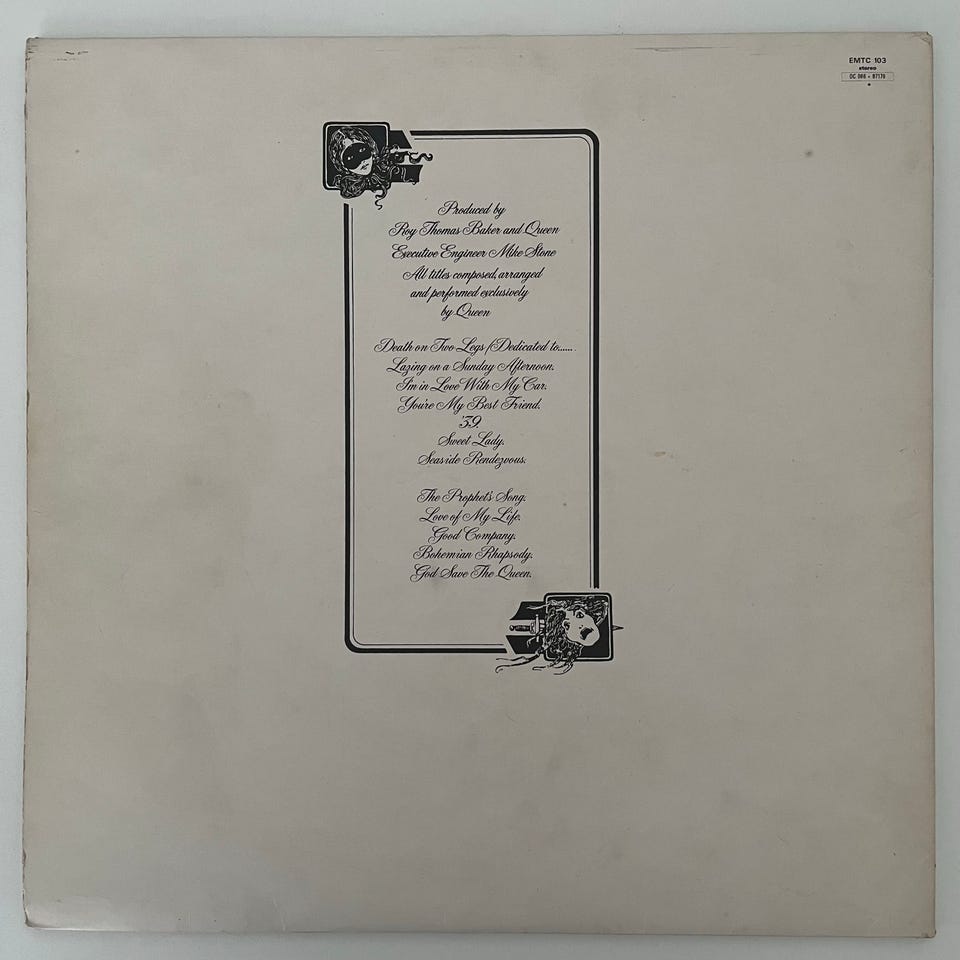 EMTC 103
stereo
OC 066 • 97176
Produced by
Roy Thomas Baker and Queen
Executive Engineer Mike Stone
All titles composed, arranged
and performed exclusively
by Queen
Death on Two Legs (Dedicated to......
Lazing on a Sunday Afternoon.
I'm in Love With My Car.
You're My Best Friend.
'39.
Sweet Lady.
Seaside Rendezvous.
The Prophet's Song.
Love of My Life.
Good Company.
Bohemian Rhapsody.
God Save The Queen.